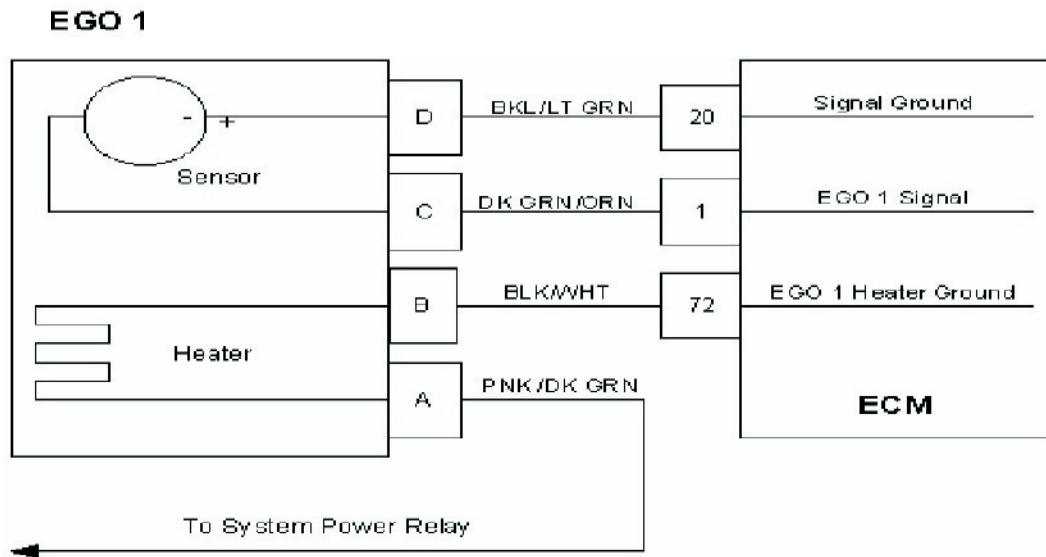 EGO 1
D
BKL/LT GRN
20
Signal Ground
- +
Sensor
C
DK GRN/ORN
1
EGO 1 Signal
B
BLK/WHT
72
EGO 1 Heater Ground
Heater
A
PNK/DK GRN
ECM
To System Power Relay